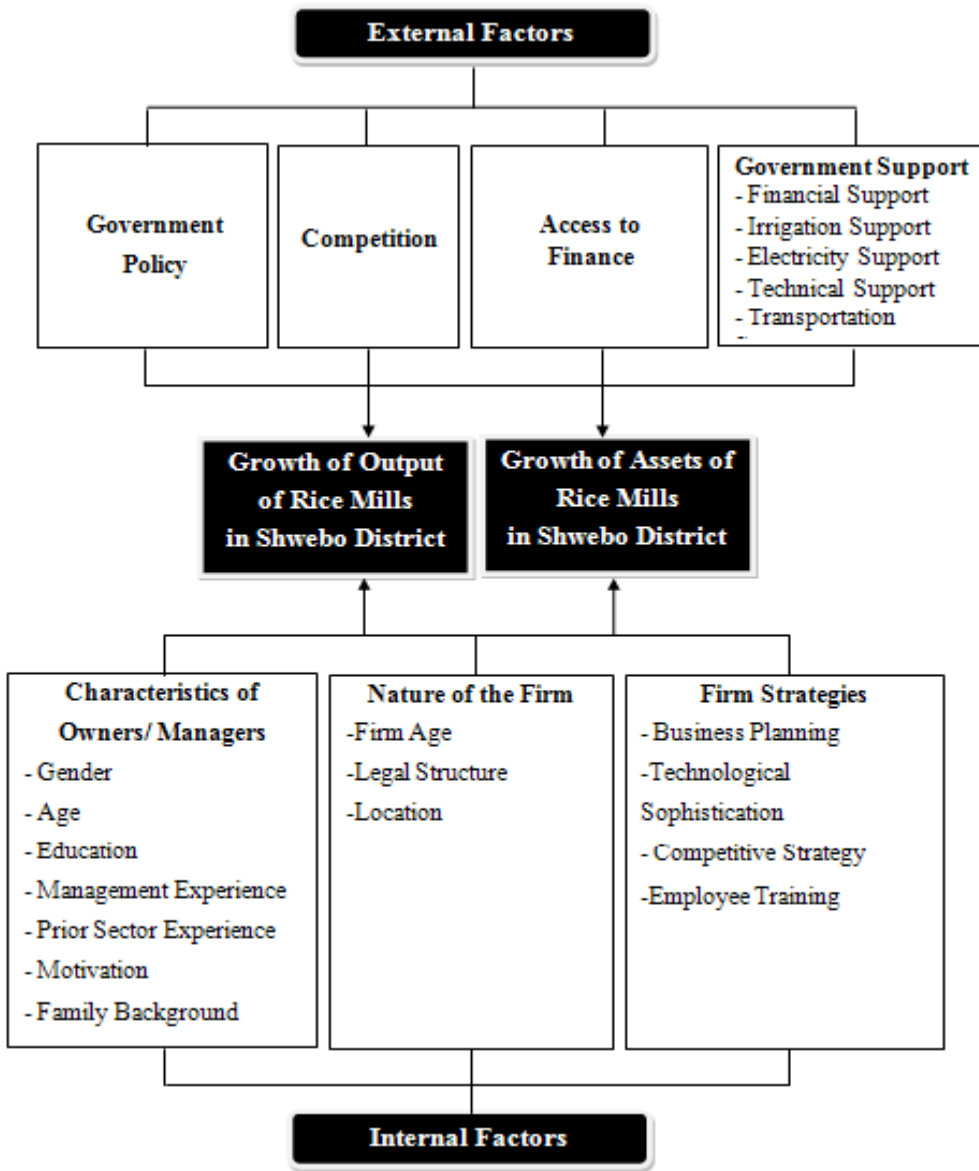 External Factors
Government
Policy
Competition
Access to
Finance
Government Support
- Financial Support
- Irrigation Support
- Electricity Support
- Technical Support
- Transportation
Growth of Output
of Rice Mills
in Shwebo District
Growth of Assets of
Rice Mills
in Shwebo District
Characteristics of
Owners/ Managers
- Gender
- Age
- Education
- Management Experience
- Prior Sector Experience
- Motivation
- Family Background
Nature of the Firm
-Firm Age
-Legal Structure
-Location
Firm Strategies
- Business Planning
-Technological
Sophistication
- Competitive Strategy
-Employee Training
Internal Factors